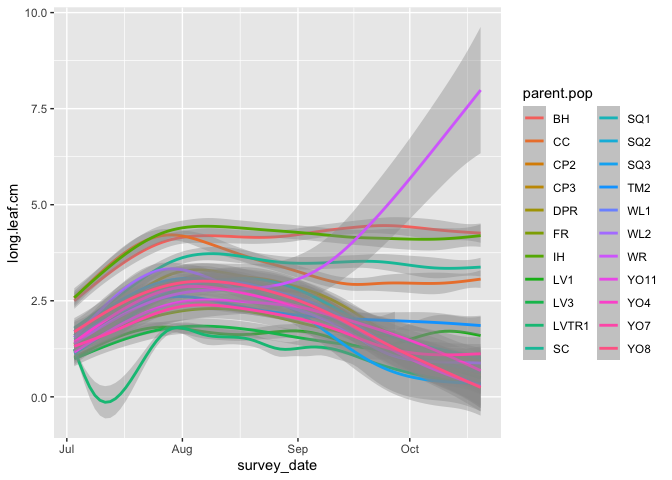 10.0
7.5
5.0
2.5
0.0
long.leaf.cm
Jul Aug Sep Oct
survey_date
parent.pop
BH SQ1
CC SQ2
CP2 SQ3
CP3 TM2
DPR WL1
FR WL2
IH WR
LV1 YO11
LV3 YO4
LVTR1 YO7
SC YO8